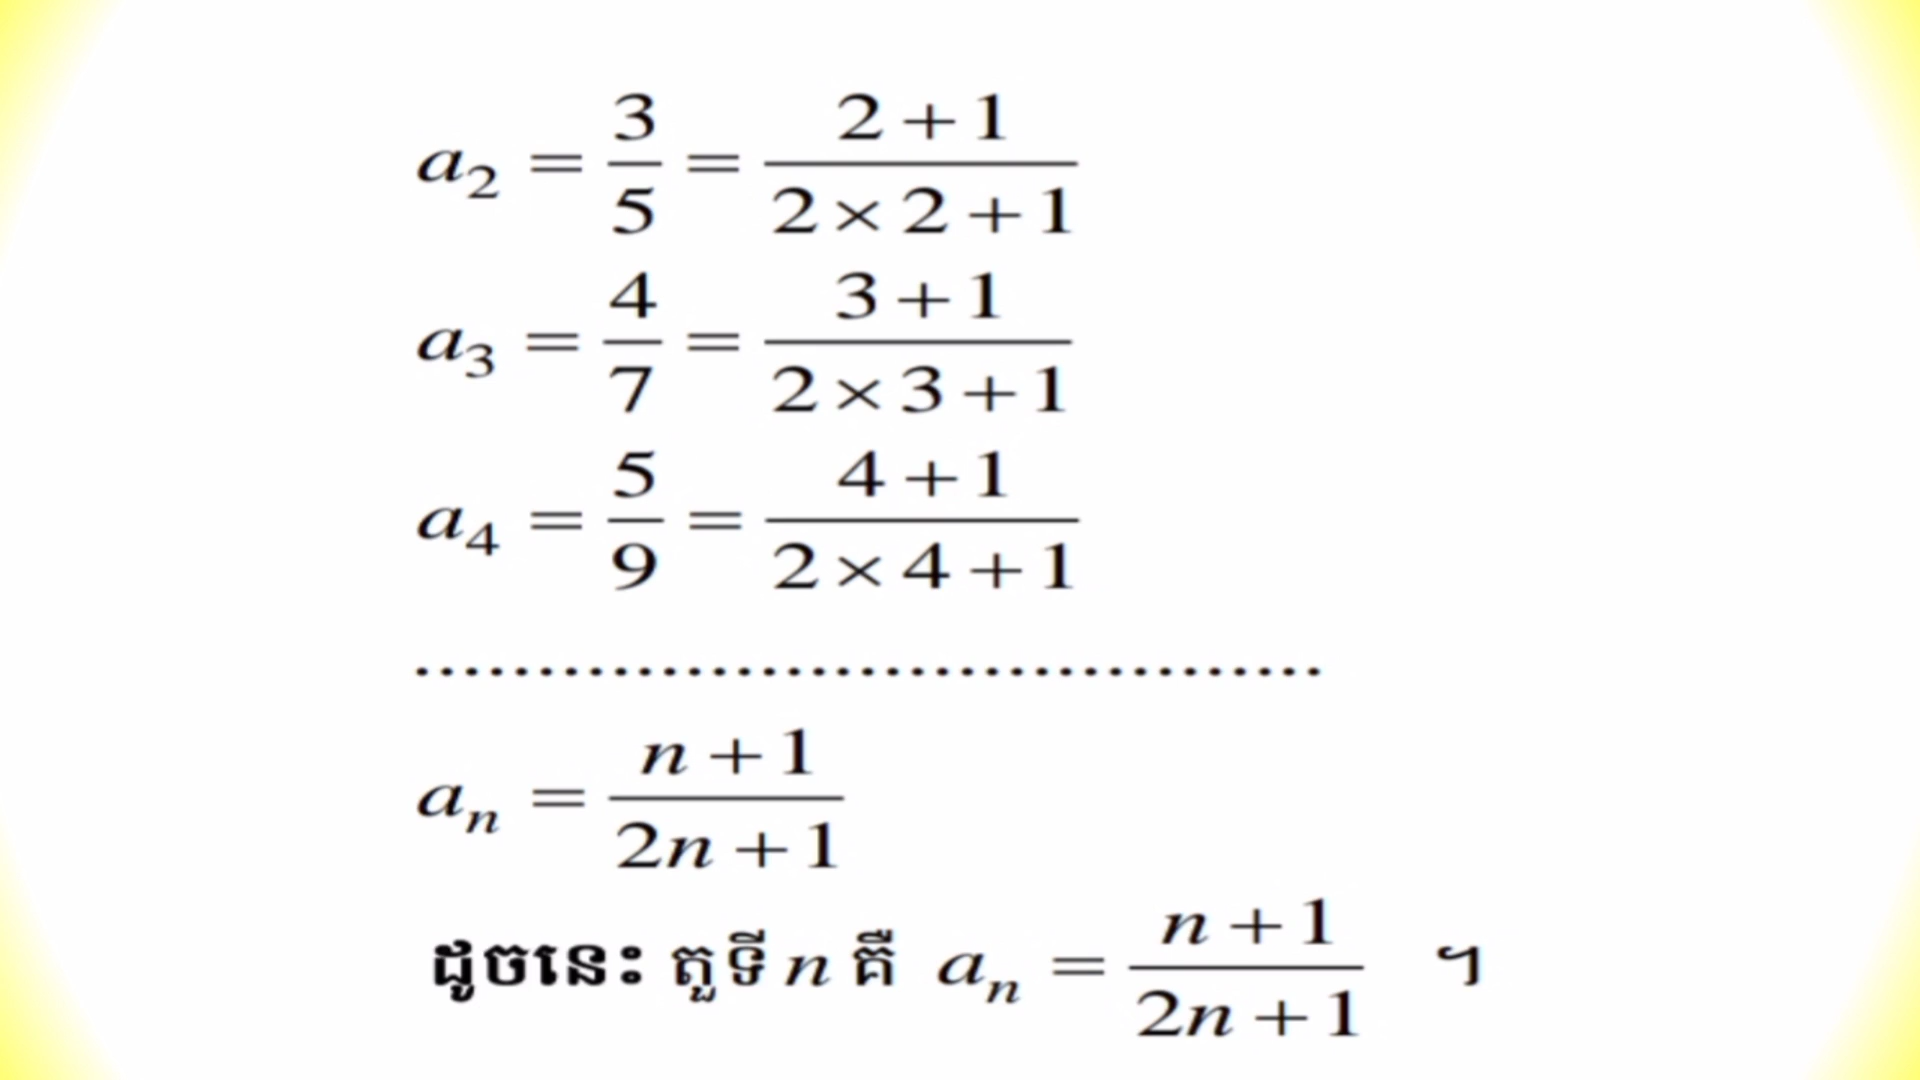 a₂ = 3/5 = (2 + 1)/(2 × 2 + 1)
a₃ = 4/7 = (3 + 1)/(2 × 3 + 1)
a₄ = 5/9 = (4 + 1)/(2 × 4 + 1)
.....................................
aₙ = (n + 1)/(2n + 1)
ដូចនេះ តួទី n គឺ aₙ = (n + 1)/(2n + 1) ។